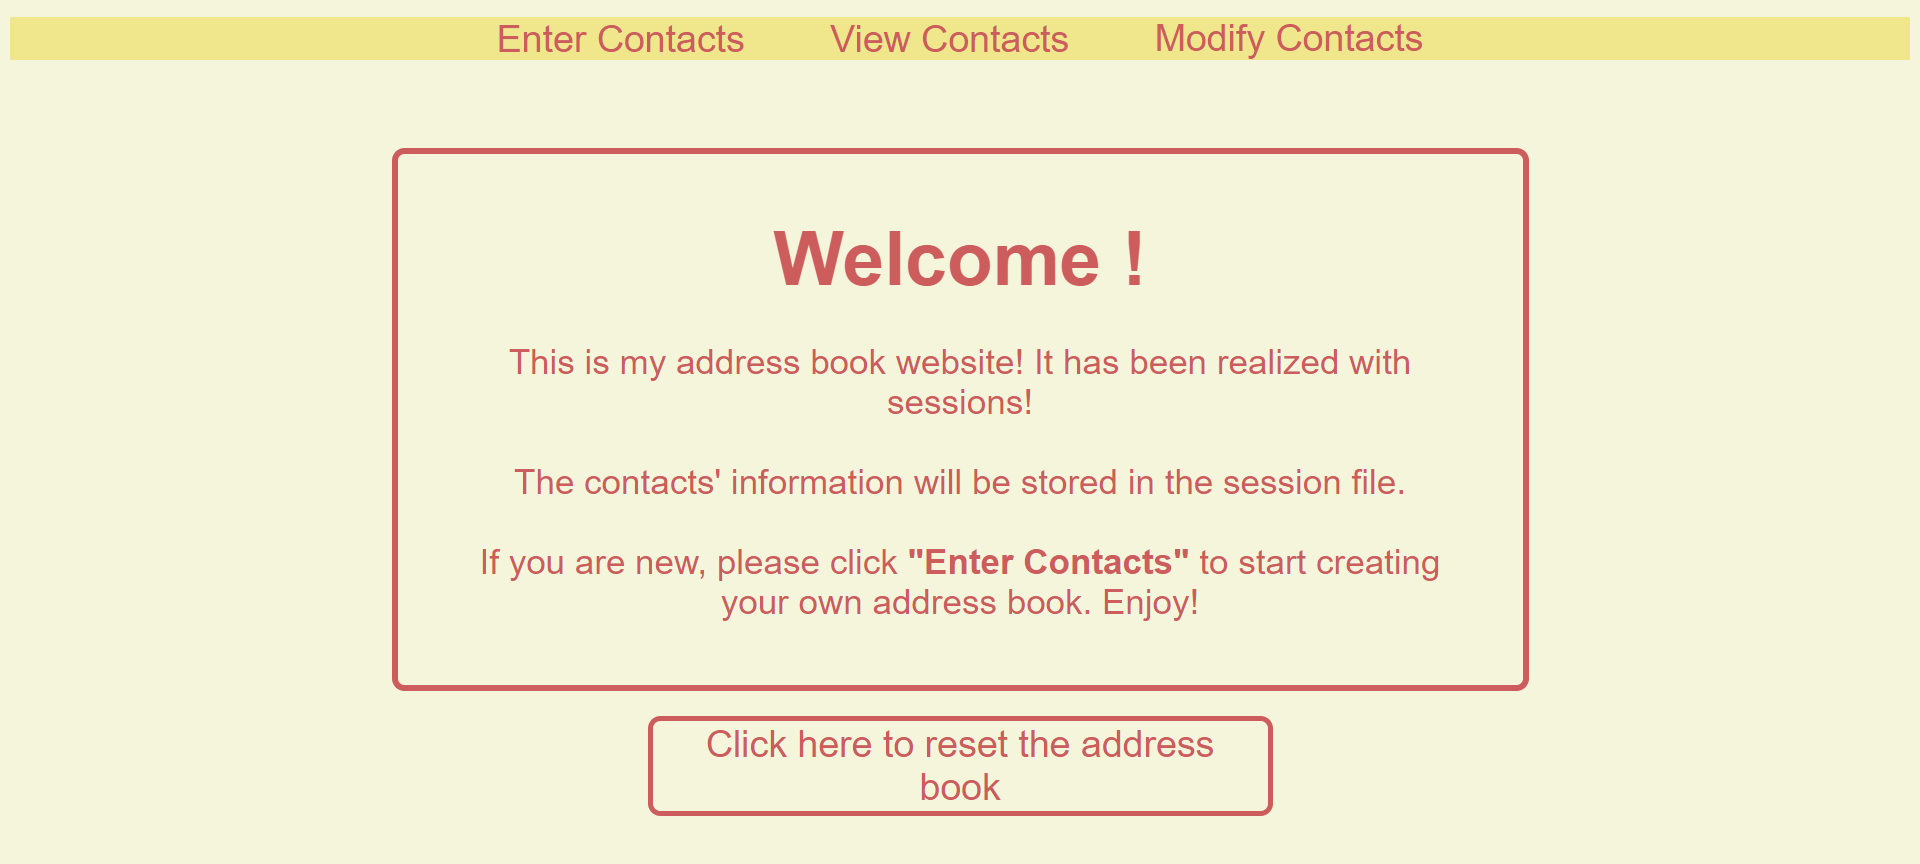 Enter Contacts View Contacts Modify Contacts
Welcome !
This is my address book website! It has been realized with
sessions!
The contacts' information will be stored in the session file.
If you are new, please click "Enter Contacts" to start creating
your own address book. Enjoy!
Click here to reset the address
book